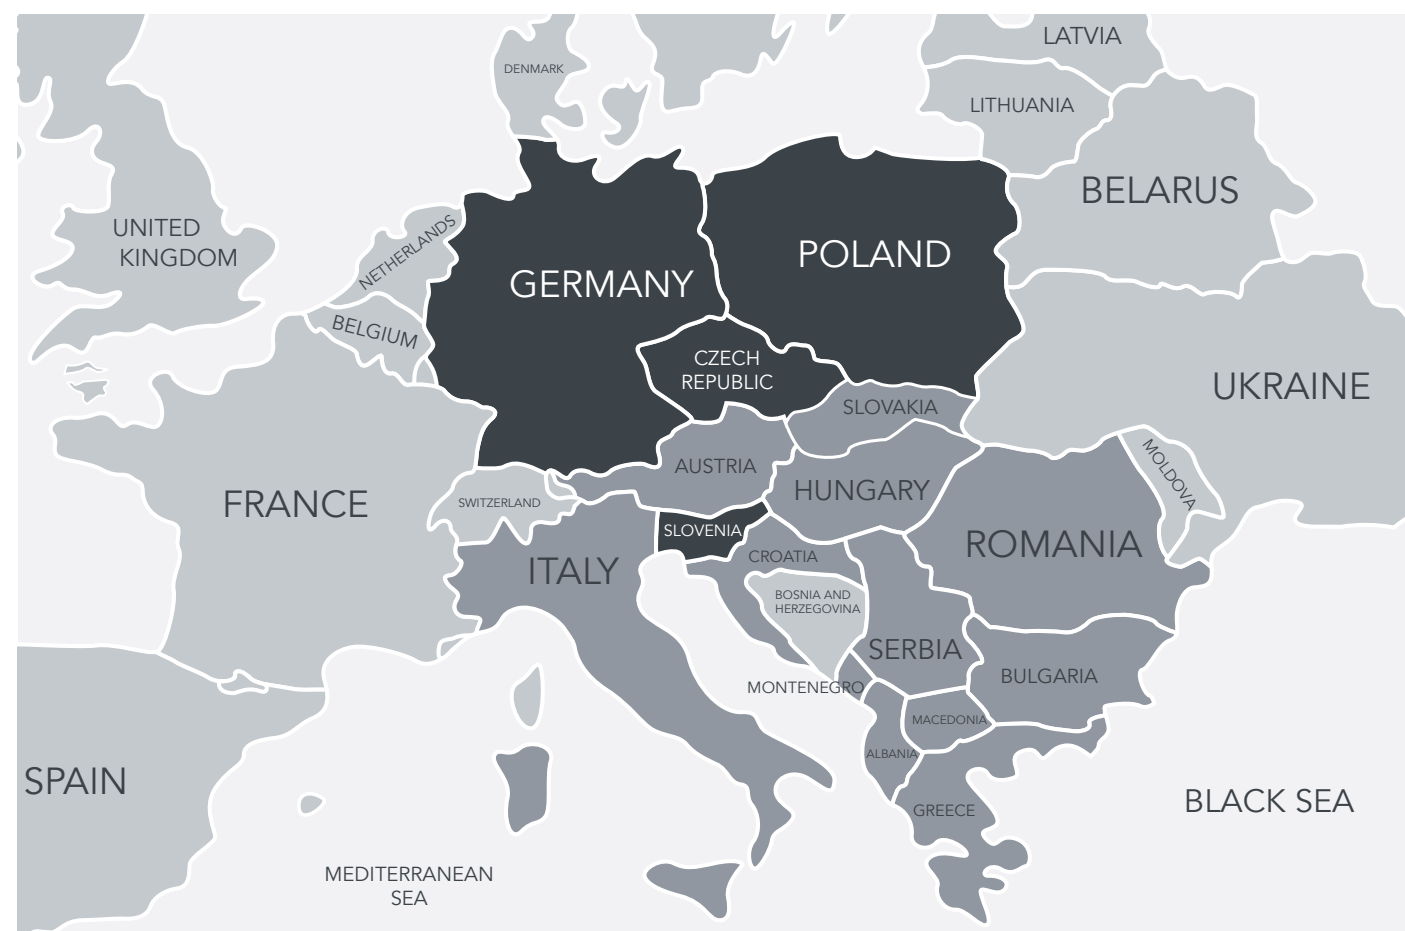 LATVIA
DENMARK
LITHUANIA
BELARUS
UNITED
KINGDOM
NETHERLANDS
POLAND
GERMANY
BELGIUM
CZECH
REPUBLIC
UKRAINE
SLOVAKIA
AUSTRIA
MOLDOVA
HUNGARY
FRANCE
SWITZERLAND
SLOVENIA
ROMANIA
CROATIA
ITALY
BOSNIA AND
HERZEGOVINA
SERBIA
BULGARIA
MONTENEGRO
MACEDONIA
ALBANIA
SPAIN
BLACK SEA
GREECE
MEDITERRANEAN
SEA